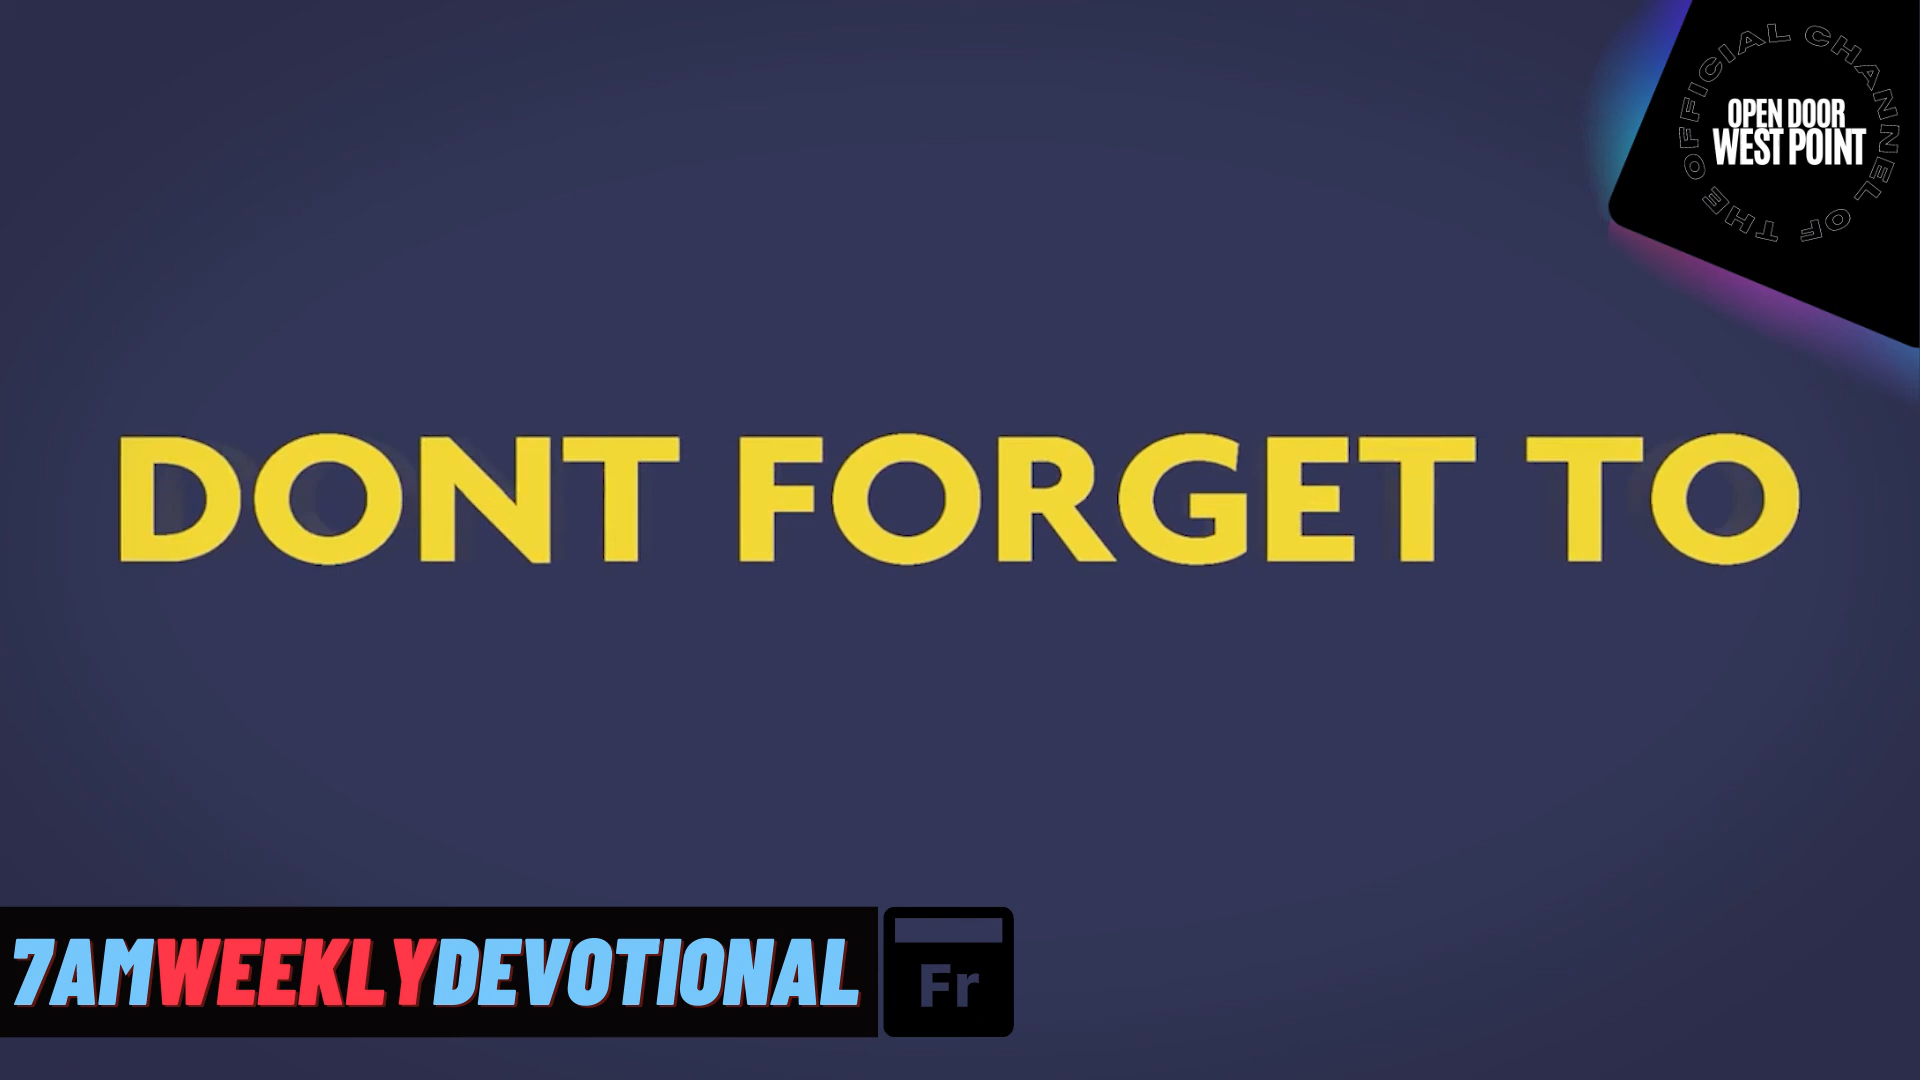 THE OFFICIAL CHANNEL OF
OPEN DOOR
WEST POINT
DONT FORGET TO
7AMWEEKLYDEVOTIONAL
Fr